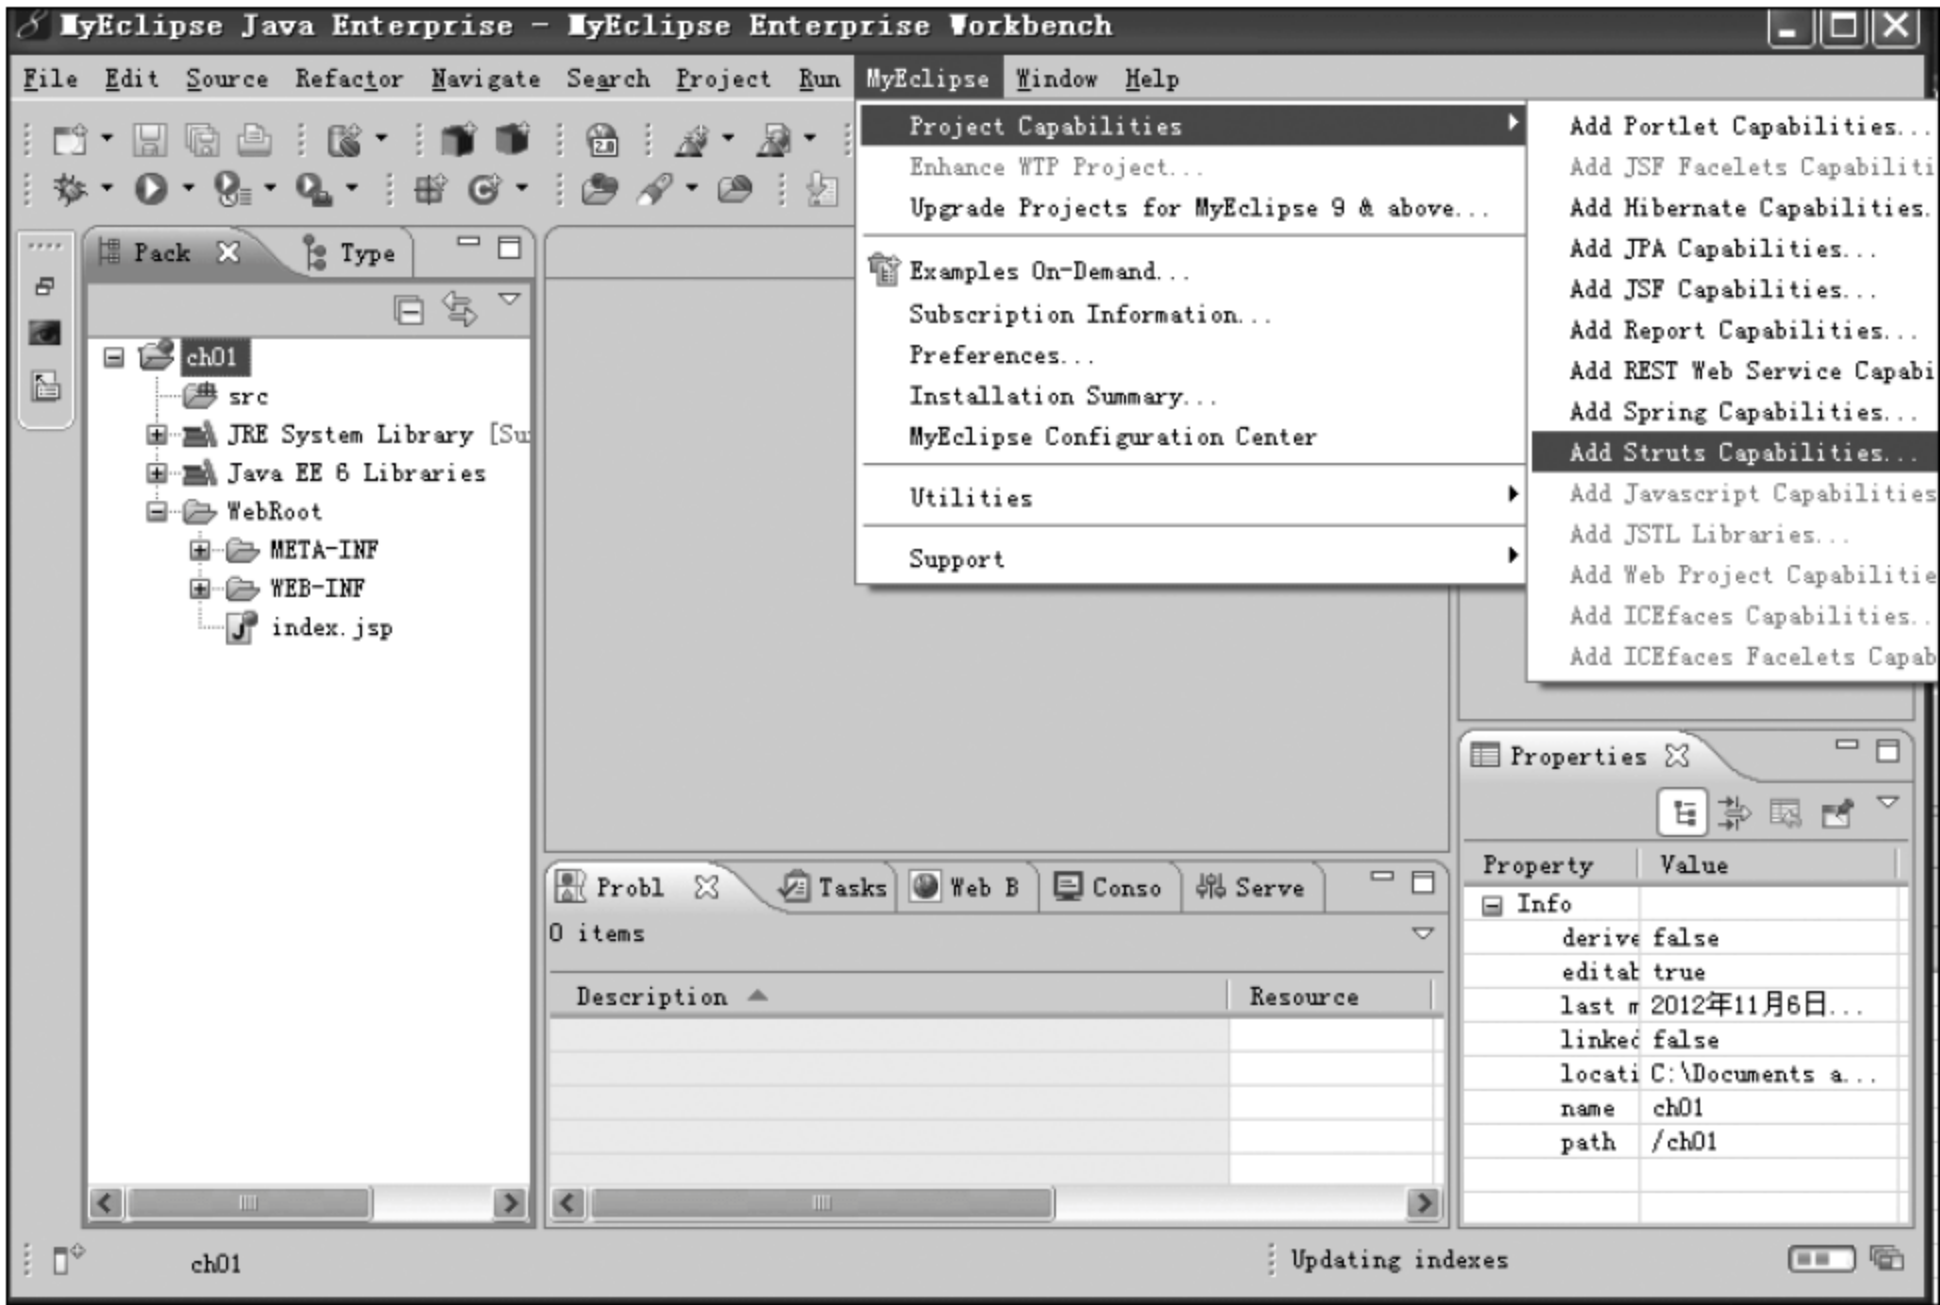 MyEclipse Java Enterprise - MyEclipse Enterprise Workbench
File Edit Source Refactor Navigate Search Project Run MyEclipse Window Help
Project Capabilities
Enhance WTP Project...
Upgrade Projects for MyEclipse 9 & above...
Examples On-Demand...
Subscription Information...
Preferences...
Installation Summary...
MyEclipse Configuration Center
Utilities
Support
Add Portlet Capabilities...
Add JSF Facelets Capabiliti
Add Hibernate Capabilities.
Add JPA Capabilities...
Add JSF Capabilities...
Add Report Capabilities...
Add REST Web Service Capabi
Add Spring Capabilities...
Add Struts Capabilities...
Add Javascript Capabilities
Add JSTL Libraries...
Add Web Project Capabilitie
Add ICEfaces Capabilities..
Add ICEfaces Facelets Capab
2.0
Pack Type
ch01
src
JRE System Library [Su
Java EE 6 Libraries
WebRoot
META-INF
WEB-INF
index.jsp
Probl Tasks Web B Conso Serve
0 items
Description Resource
Properties
Property Value
Info
derive false
editab true
last m 2012年11月6日...
linked false
locati C:\Documents a...
name ch01
path /ch01
ch01
Updating indexes